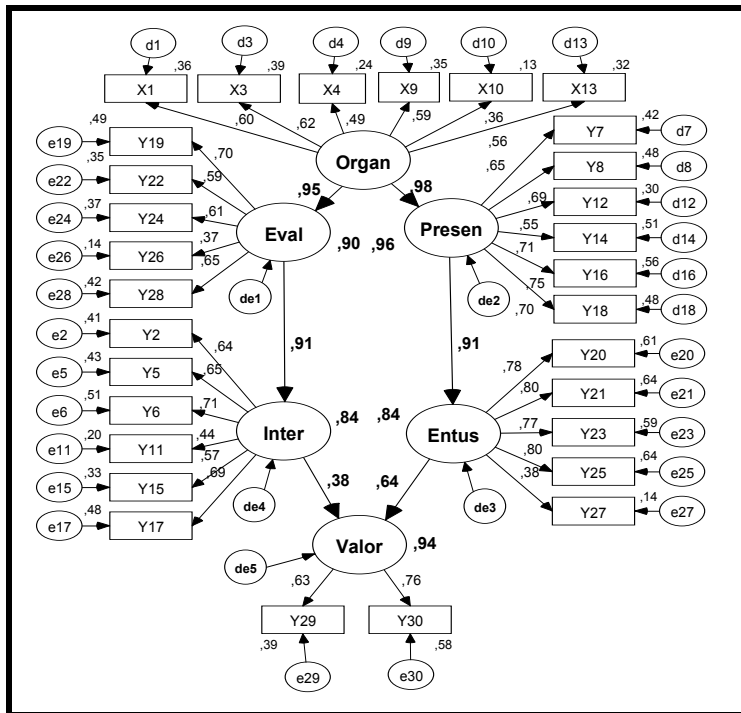 d1 d3 d4 d9 d10 d13
,36 ,39 ,24 ,35 ,13 ,32
X1 X3 X4 X9 X10 X13
,60 ,62 ,49 ,59 ,36 ,56
Organ
,95 ,98
e19 ,49 Y19 ,70
e22 ,35 Y22 ,59
e24 ,37 Y24 ,61
e26 ,14 Y26 ,37
e28 ,42 Y28 ,65
Eval ,90
de1
,96 Presen
de2
,65 Y7 ,42 d7
Y8 ,48 d8
,69 Y12 ,30 d12
,55 Y14 ,51 d14
,71 Y16 ,56 d16
,75 Y18 ,48 d18
,70
,91 ,91
e2 ,41 Y2 ,64
e5 ,43 Y5 ,65
e6 ,51 Y6 ,71
e11 ,20 Y11 ,44
e15 ,33 Y15 ,57
e17 ,48 Y17 ,69
Inter ,84
de4
,84 Entus
de3
,78 Y20 ,61 e20
,80 Y21 ,64 e21
,77 Y23 ,59 e23
,80 Y25 ,64 e25
,38 Y27 ,14 e27
,38 ,64
Valor ,94
de5
,63 ,76
Y29 Y30
,39 ,58
e29 e30